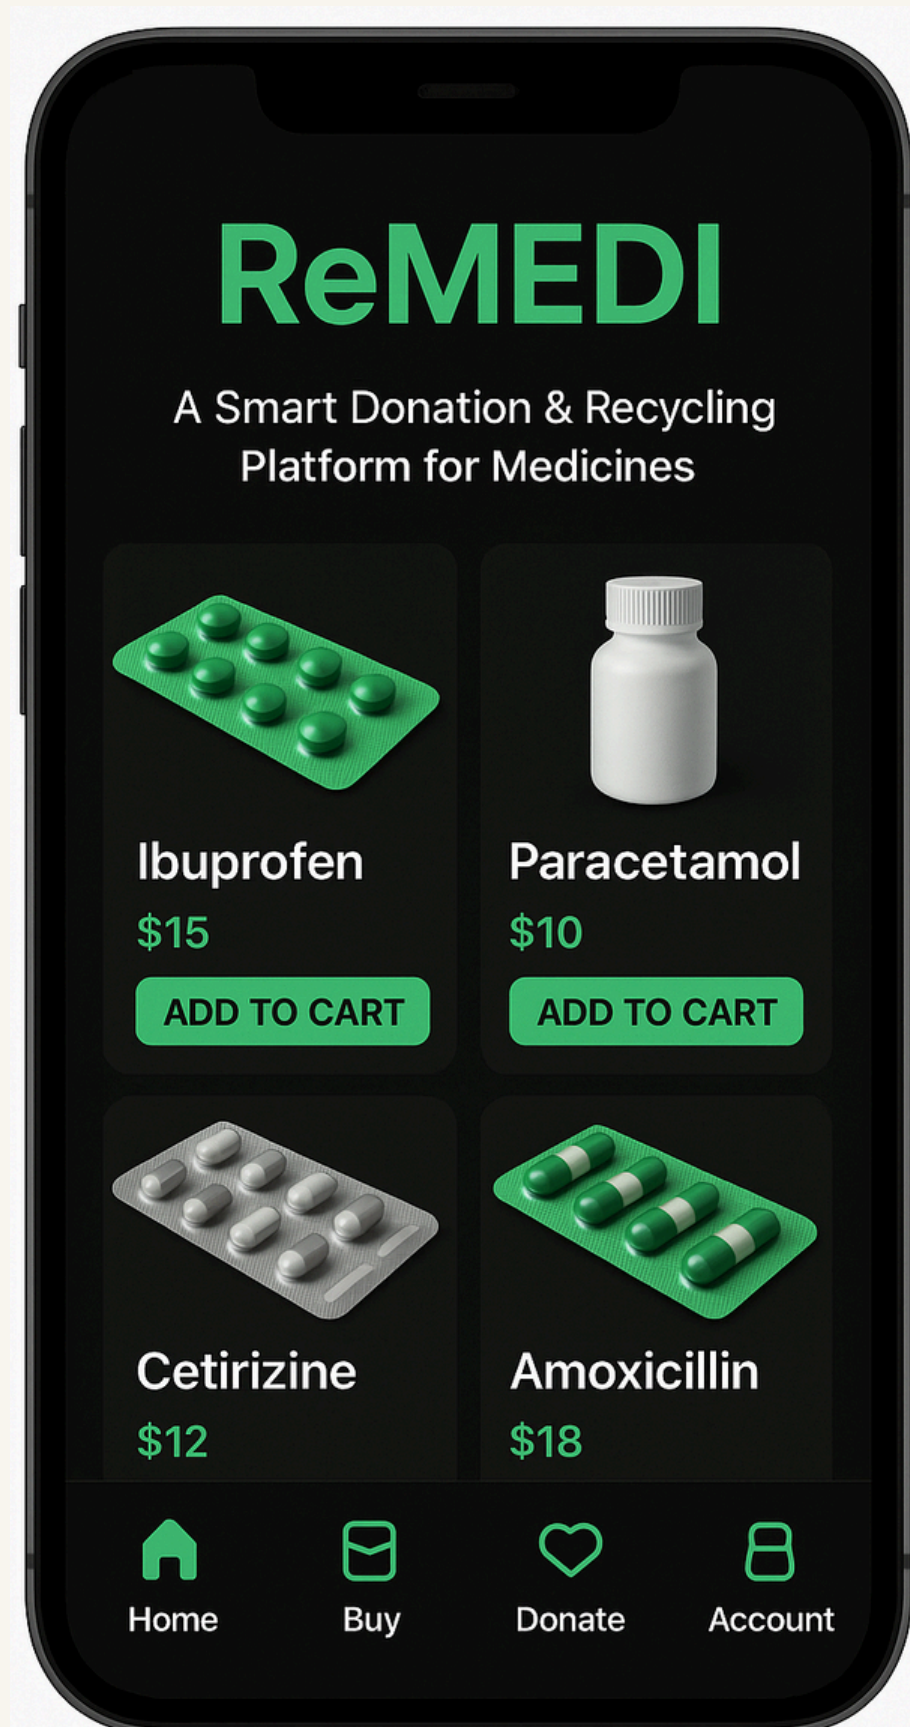 ReMEDI
A Smart Donation & Recycling
Platform for Medicines
Ibuprofen
$15
ADD TO CART
Paracetamol
$10
ADD TO CART
Cetirizine
$12
Amoxicillin
$18
Home
Buy
Donate
Account